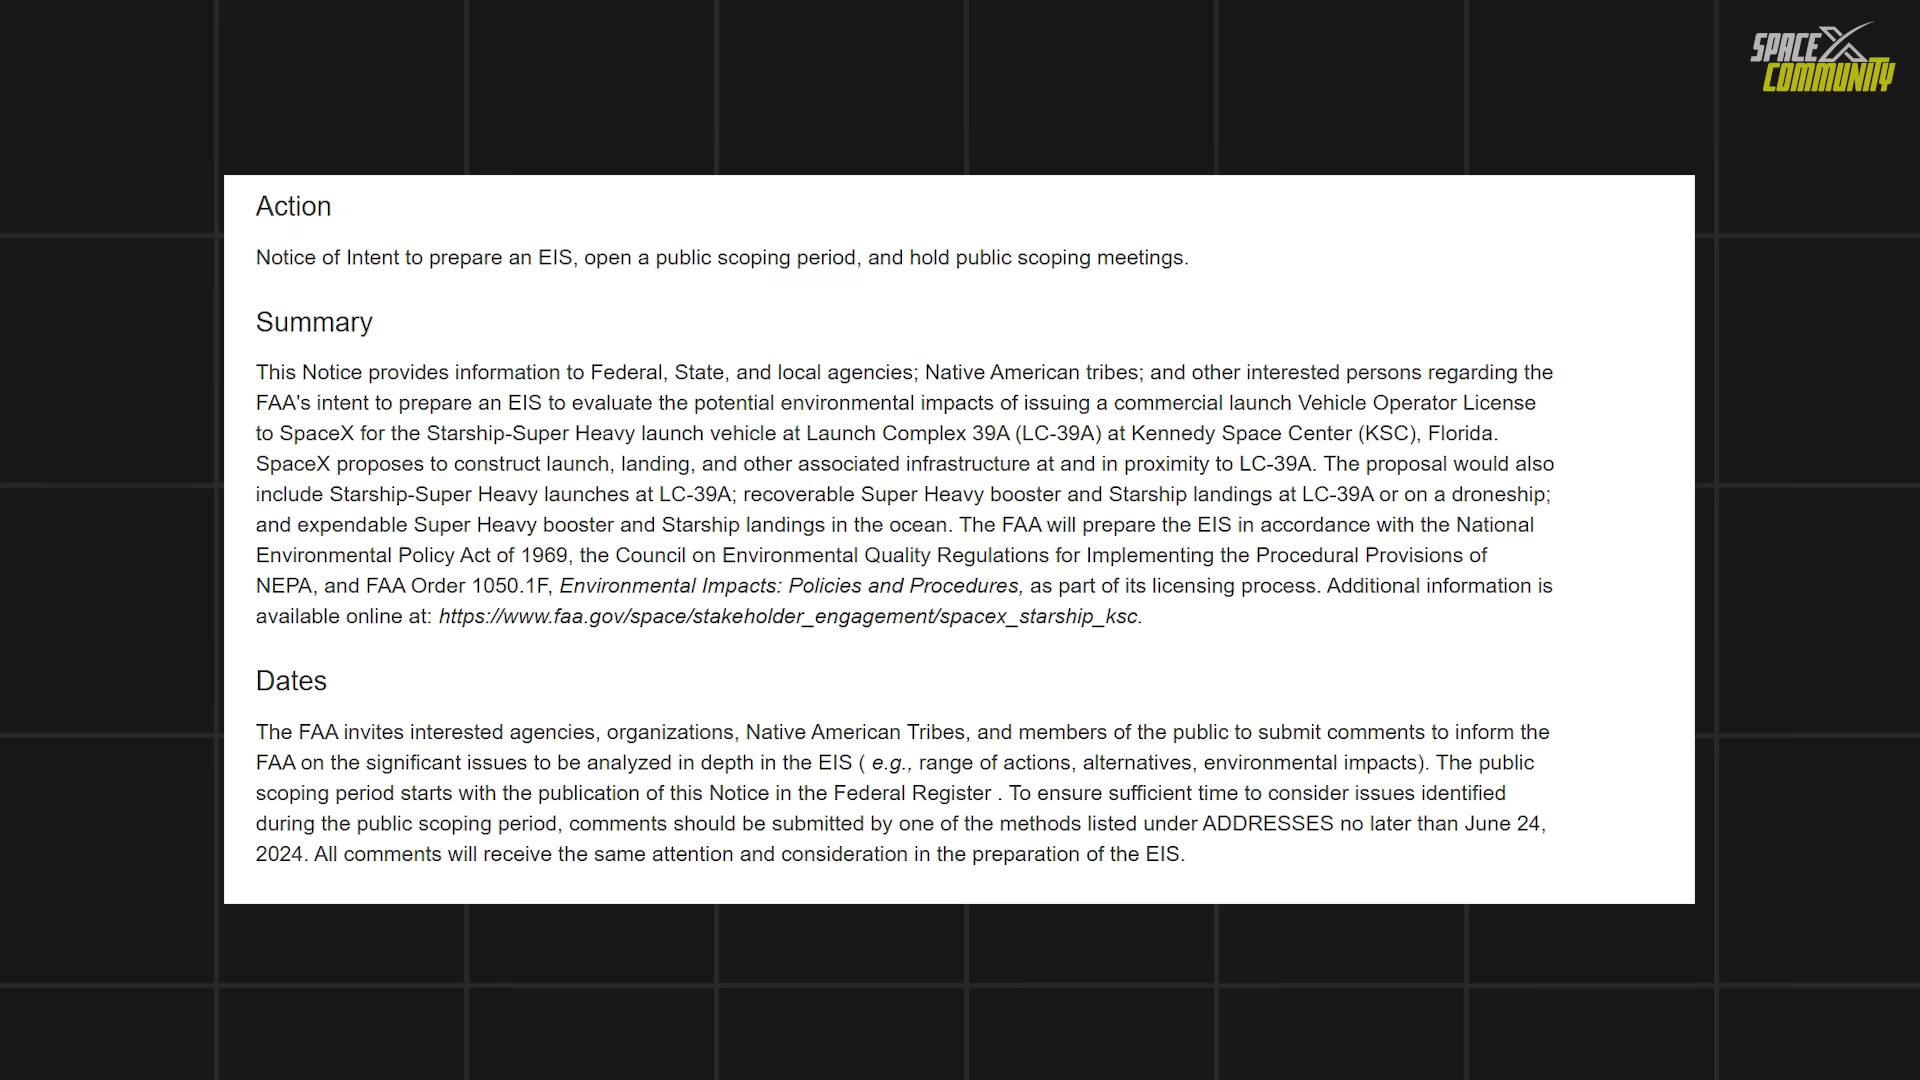 SPACEX
COMMUNITY
Action
Notice of Intent to prepare an EIS, open a public scoping period, and hold public scoping meetings.
Summary
This Notice provides information to Federal, State, and local agencies; Native American tribes; and other interested persons regarding the
FAA's intent to prepare an EIS to evaluate the potential environmental impacts of issuing a commercial launch Vehicle Operator License
to SpaceX for the Starship-Super Heavy launch vehicle at Launch Complex 39A (LC-39A) at Kennedy Space Center (KSC), Florida.
SpaceX proposes to construct launch, landing, and other associated infrastructure at and in proximity to LC-39A. The proposal would also
include Starship-Super Heavy launches at LC-39A; recoverable Super Heavy booster and Starship landings at LC-39A or on a droneship;
and expendable Super Heavy booster and Starship landings in the ocean. The FAA will prepare the EIS in accordance with the National
Environmental Policy Act of 1969, the Council on Environmental Quality Regulations for Implementing the Procedural Provisions of
NEPA, and FAA Order 1050.1F, Environmental Impacts: Policies and Procedures, as part of its licensing process. Additional information is
available online at: https://www.faa.gov/space/stakeholder_engagement/spacex_starship_ksc.
Dates
The FAA invites interested agencies, organizations, Native American Tribes, and members of the public to submit comments to inform the
FAA on the significant issues to be analyzed in depth in the EIS ( e.g., range of actions, alternatives, environmental impacts). The public
scoping period starts with the publication of this Notice in the Federal Register . To ensure sufficient time to consider issues identified
during the public scoping period, comments should be submitted by one of the methods listed under ADDRESSES no later than June 24,
2024. All comments will receive the same attention and consideration in the preparation of the EIS.